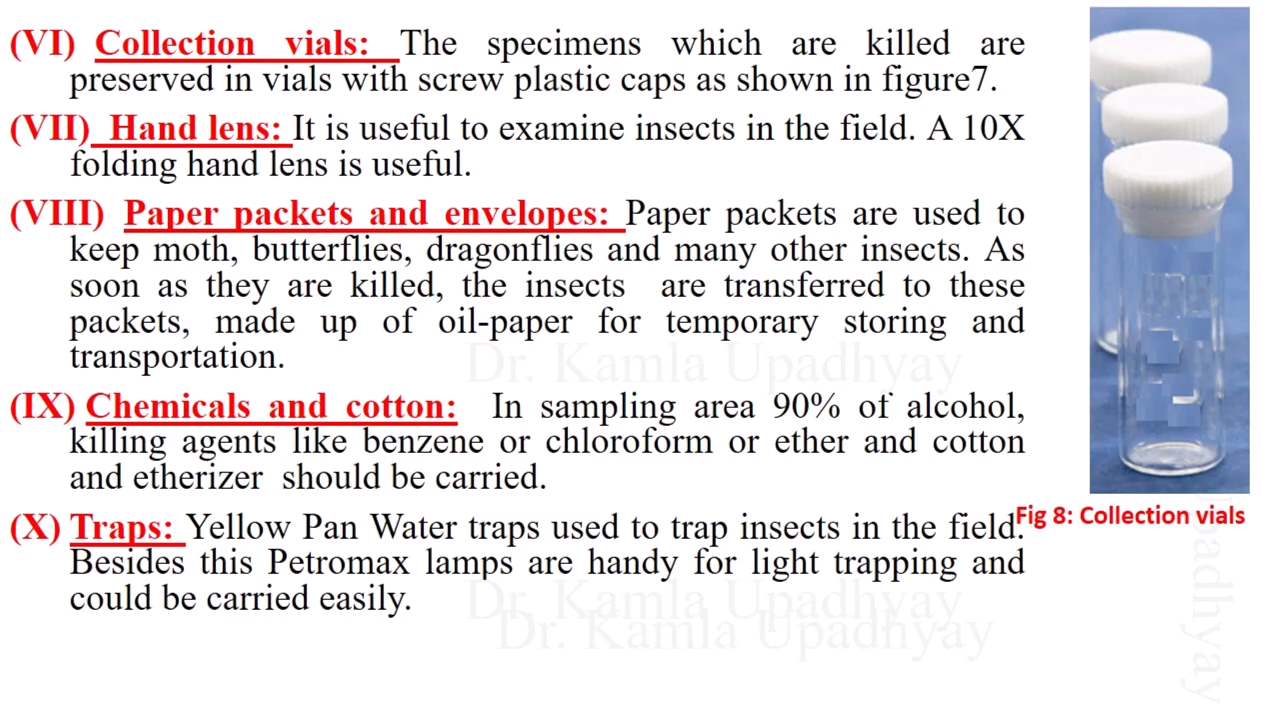 (VI) Collection vials: The specimens which are killed are
preserved in vials with screw plastic caps as shown in figure7.
(VII) Hand lens: It is useful to examine insects in the field. A 10X
folding hand lens is useful.
(VIII) Paper packets and envelopes: Paper packets are used to
keep moth, butterflies, dragonflies and many other insects. As
soon as they are killed, the insects are transferred to these
packets, made up of oil-paper for temporary storing and
transportation.
Dr. Kamla Upadhyay
(IX) Chemicals and cotton: In sampling area 90% of alcohol,
killing agents like benzene or chloroform or ether and cotton
and etherizer should be carried.
(X) Traps: Yellow Pan Water traps used to trap insects in the field.
Besides this Petromax lamps are handy for light trapping and
could be carried easily.
Dr. Kamla Upadhyay
Dr. Kamla Upadhyay
Fig 8: Collection vials
padhyay